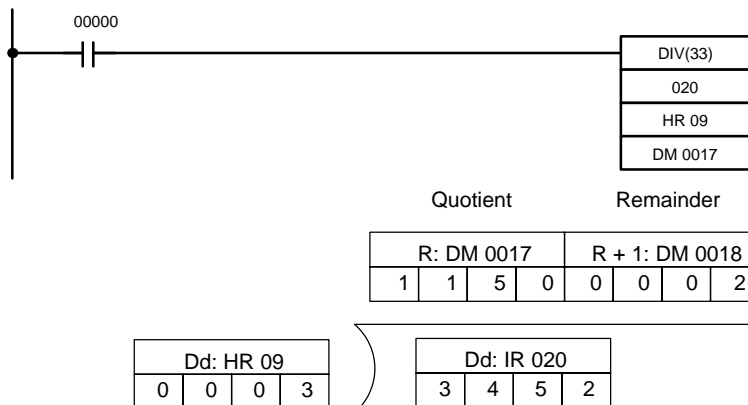 00000
DIV(33)
020
HR 09
DM 0017
Quotient Remainder
R: DM 0017 R + 1: DM 0018
1 1 5 0 0 0 0 2
Dd: HR 09 Dd: IR 020
0 0 0 3 3 4 5 2